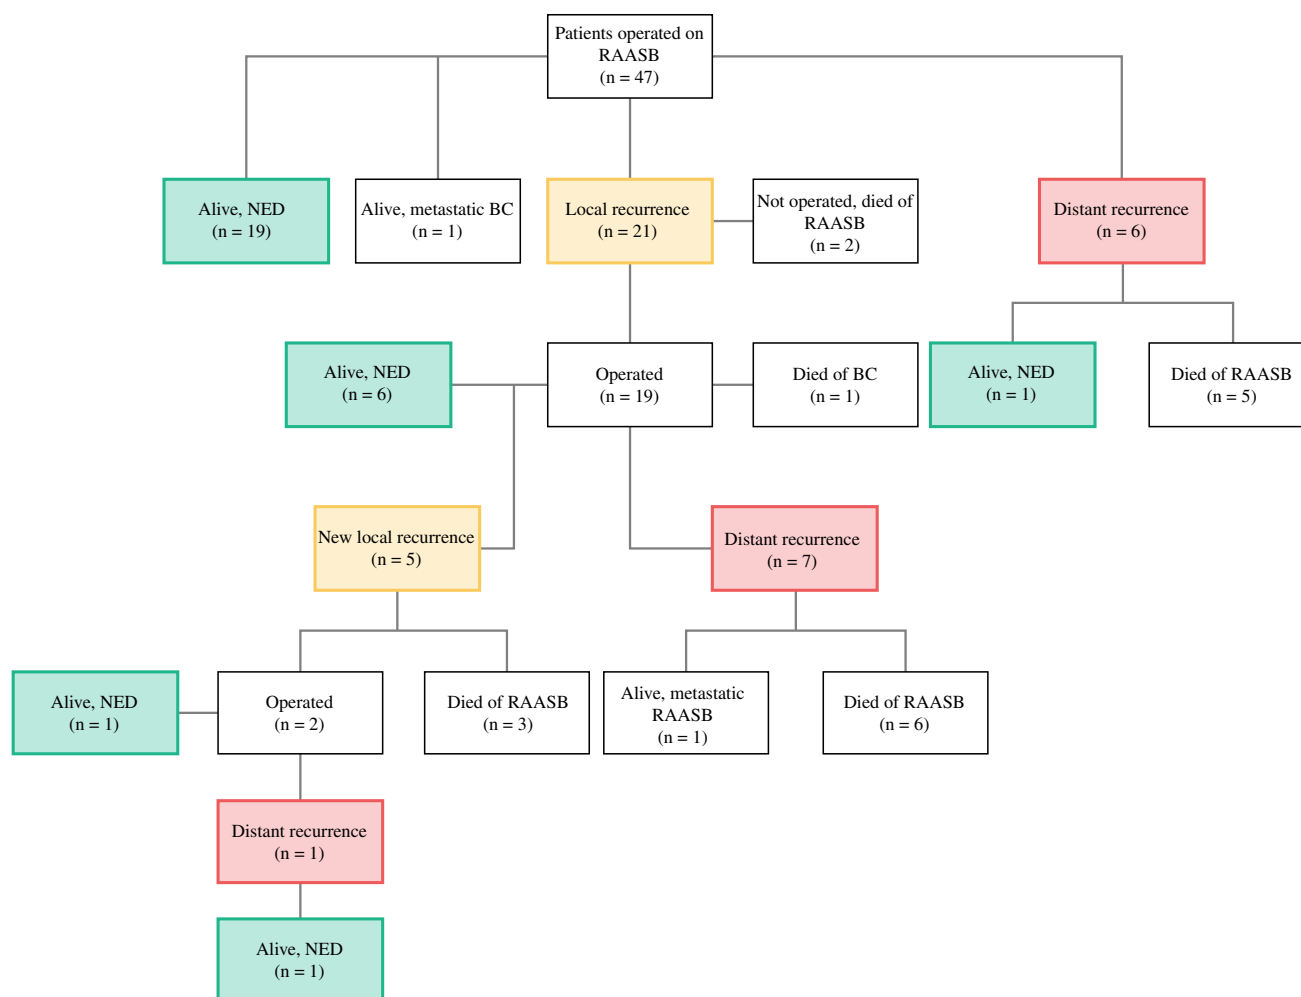 Patients operated on
RAASB
(n = 47)
Alive, NED
(n = 19)
Alive, metastatic BC
(n = 1)
Local recurrence
(n = 21)
Not operated, died of
RAASB
(n = 2)
Distant recurrence
(n = 6)
Alive, NED
(n = 6)
Operated
(n = 19)
Died of BC
(n = 1)
Alive, NED
(n = 1)
Died of RAASB
(n = 5)
New local recurrence
(n = 5)
Distant recurrence
(n = 7)
Alive, NED
(n = 1)
Operated
(n = 2)
Died of RAASB
(n = 3)
Alive, metastatic
RAASB
(n = 1)
Died of RAASB
(n = 6)
Distant recurrence
(n = 1)
Alive, NED
(n = 1)